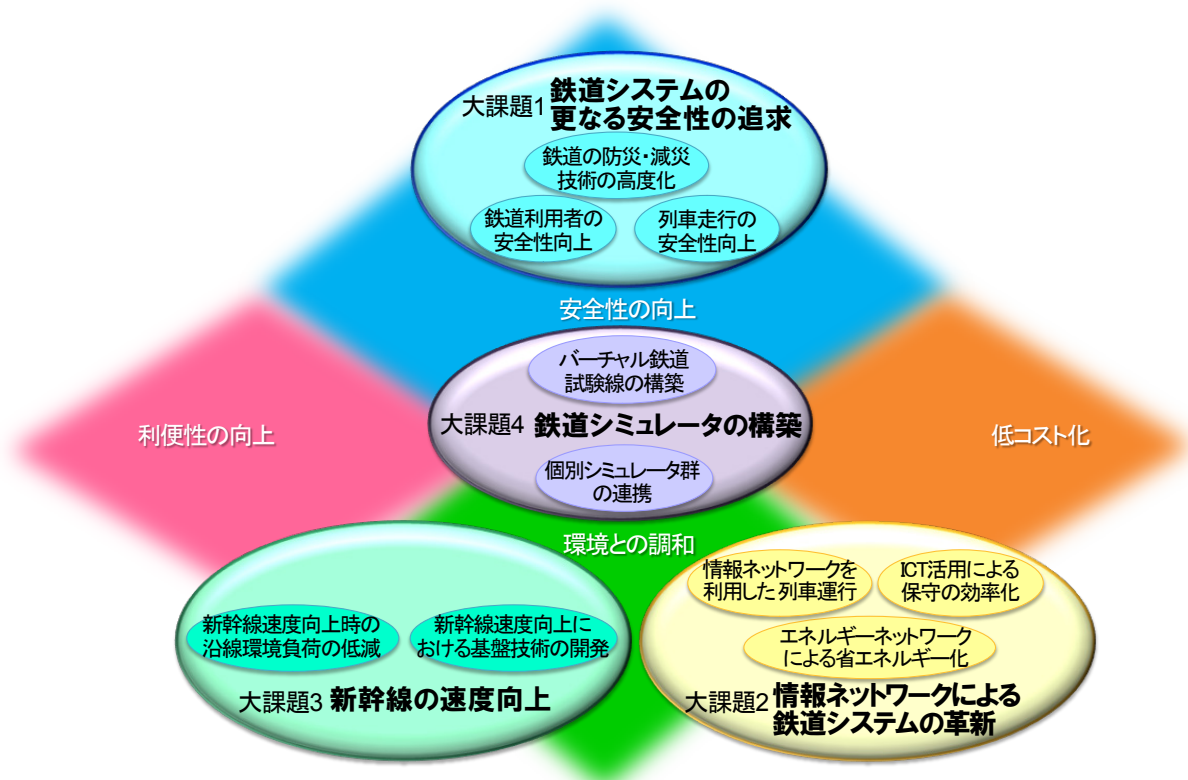 大課題1 鉄道システムの
更なる安全性の追求
鉄道の防災・減災
技術の高度化
鉄道利用者の
安全性向上
列車走行の
安全性向上
安全性の向上
バーチャル鉄道
試験線の構築
大課題4 鉄道シミュレータの構築
個別シミュレータ群
の連携
利便性の向上
低コスト化
環境との調和
新幹線速度向上時の
沿線環境負荷の低減
新幹線速度向上に
おける基盤技術の開発
大課題3 新幹線の速度向上
情報ネットワークを
利用した列車運行
ICT活用による
保守の効率化
エネルギーネットワーク
による省エネルギー化
大課題2 情報ネットワークによる
鉄道システムの革新